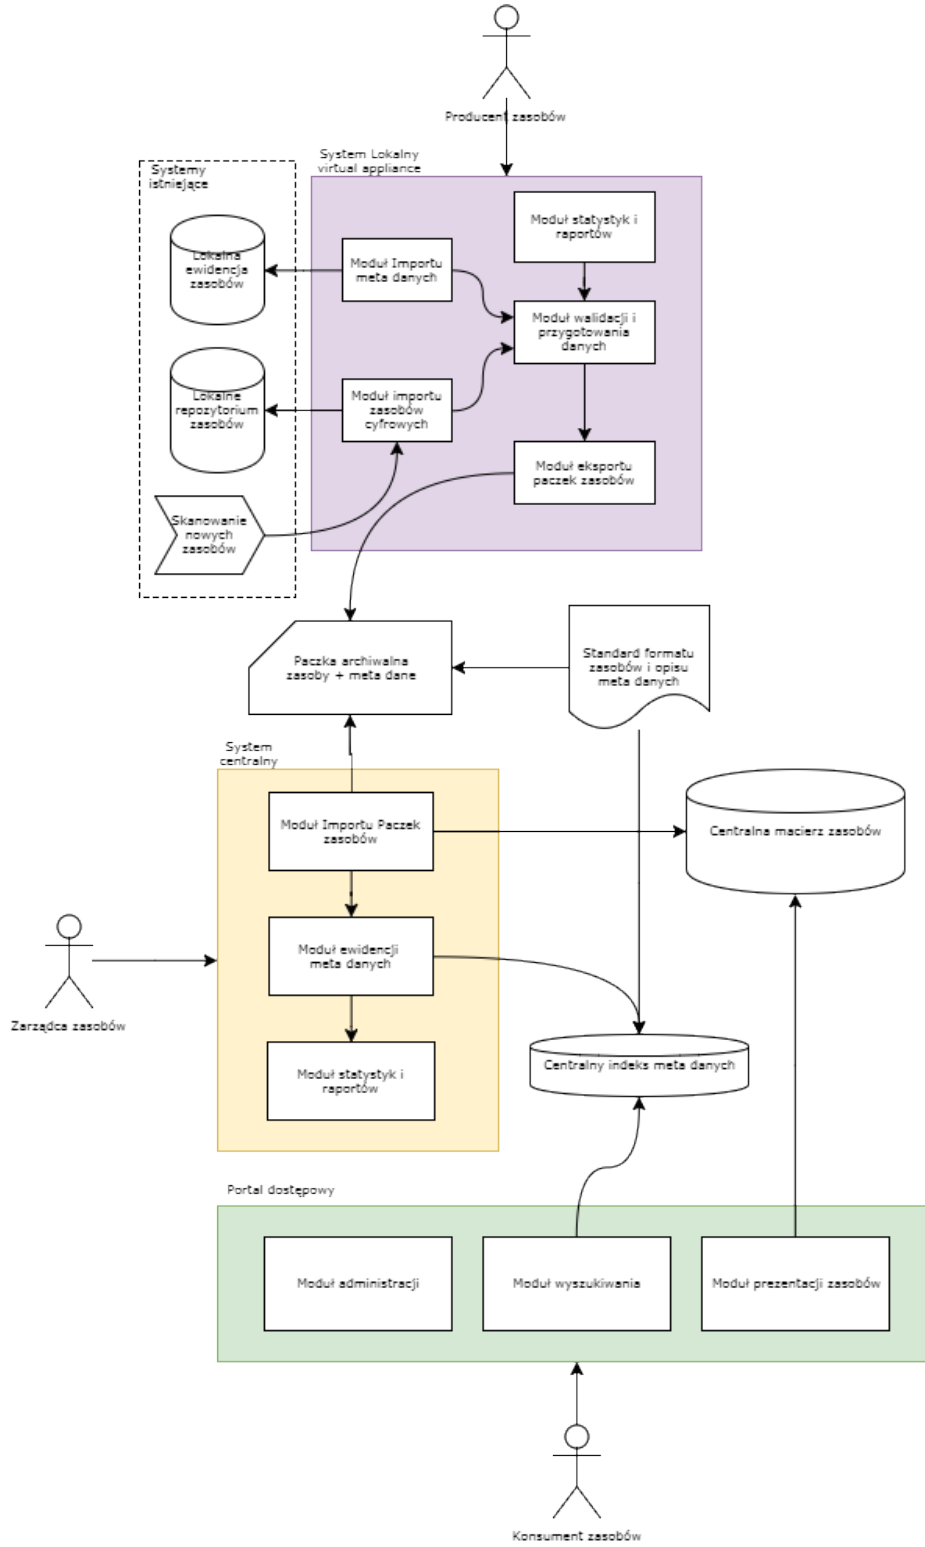 Producent zasobów
System Lokalny
virtual appliance
Systemy
istniejące
Moduł statystyk i
raportów
Lokalna
ewidencja
zasobów
Moduł Importu
meta danych
Moduł walidacji i
przygotowania
danych
Lokalne
repozytorium
zasobów
Moduł importu
zasobów
cyfrowych
Moduł eksportu
paczek zasobów
Skanowanie
nowych
zasobów
Paczka archiwalna
zasoby + meta dane
Standard formatu
zasobów i opisu
meta danych
System
centralny
Moduł Importu Paczek
zasobów
Centralna macierz zasobów
Moduł ewidencji
meta danych
Zarządca zasobów
Moduł statystyk i
raportów
Centralny indeks meta danych
Portal dostępowy
Moduł administracji
Moduł wyszukiwania
Moduł prezentacji zasobów
Konsument zasobów